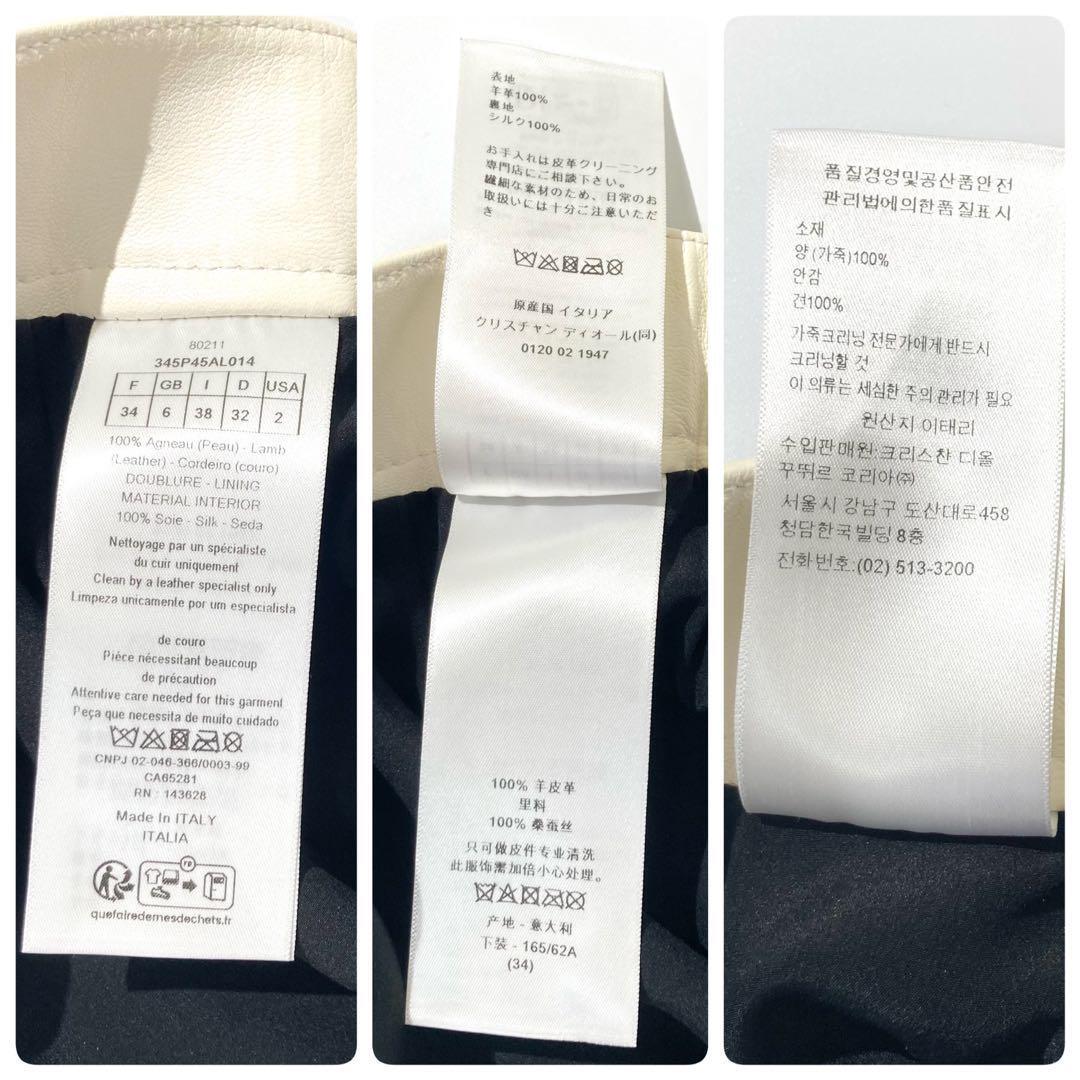 80211
345P45AL014
F GB I D USA
34 6 38 32 2
100% Agneau (Peau) - Lamb
(Leather) - Cordeiro (couro)
DOUBLURE - LINING
MATERIAL INTERIOR
100% Soie - Silk - Seda
Nettoyage par un spécialiste
du cuir uniquement
Clean by a leather specialist only
Limpeza unicamente por um especialista
de couro
Piéce nécessitant beaucoup
de précaution
Attentive care needed for this garment
Peça que necessita de muito cuidado
CNPJ 02-046-366/0003-99
CA65281
RN : 143628
Made In ITALY
ITALIA
FR
quefairedemesdechets.fr
表地
羊革100%
裏地
シルク100%
お手入れは皮革クリーニング
専門店にご相談下さい。
繊細な素材のため、日常のお
取扱いには十分ご注意いただ
き
原産国 イタリア
クリスチャン ディオール(同)
0120 02 1947
100% 羊皮革
里料
100% 桑蚕丝
只可做皮件专业清洗
此服饰需加倍小心处理。
产地 - 意大利
下装 - 165/62A
(34)
품질경영및공산품안전
관리법에의한품질표시
소재
양 (가죽)100%
안감
견100%
가죽크리닝 전문가에게 반드시
크리닝할 것
이 의류는 세심한 주의 관리가 필요
원산지 이태리
수입판매원:크리스챤 디올
꾸뛰르 코리아㈜
서울시 강남구 도산대로458
청담한국빌딩 8층
전화번호:(02) 513-3200